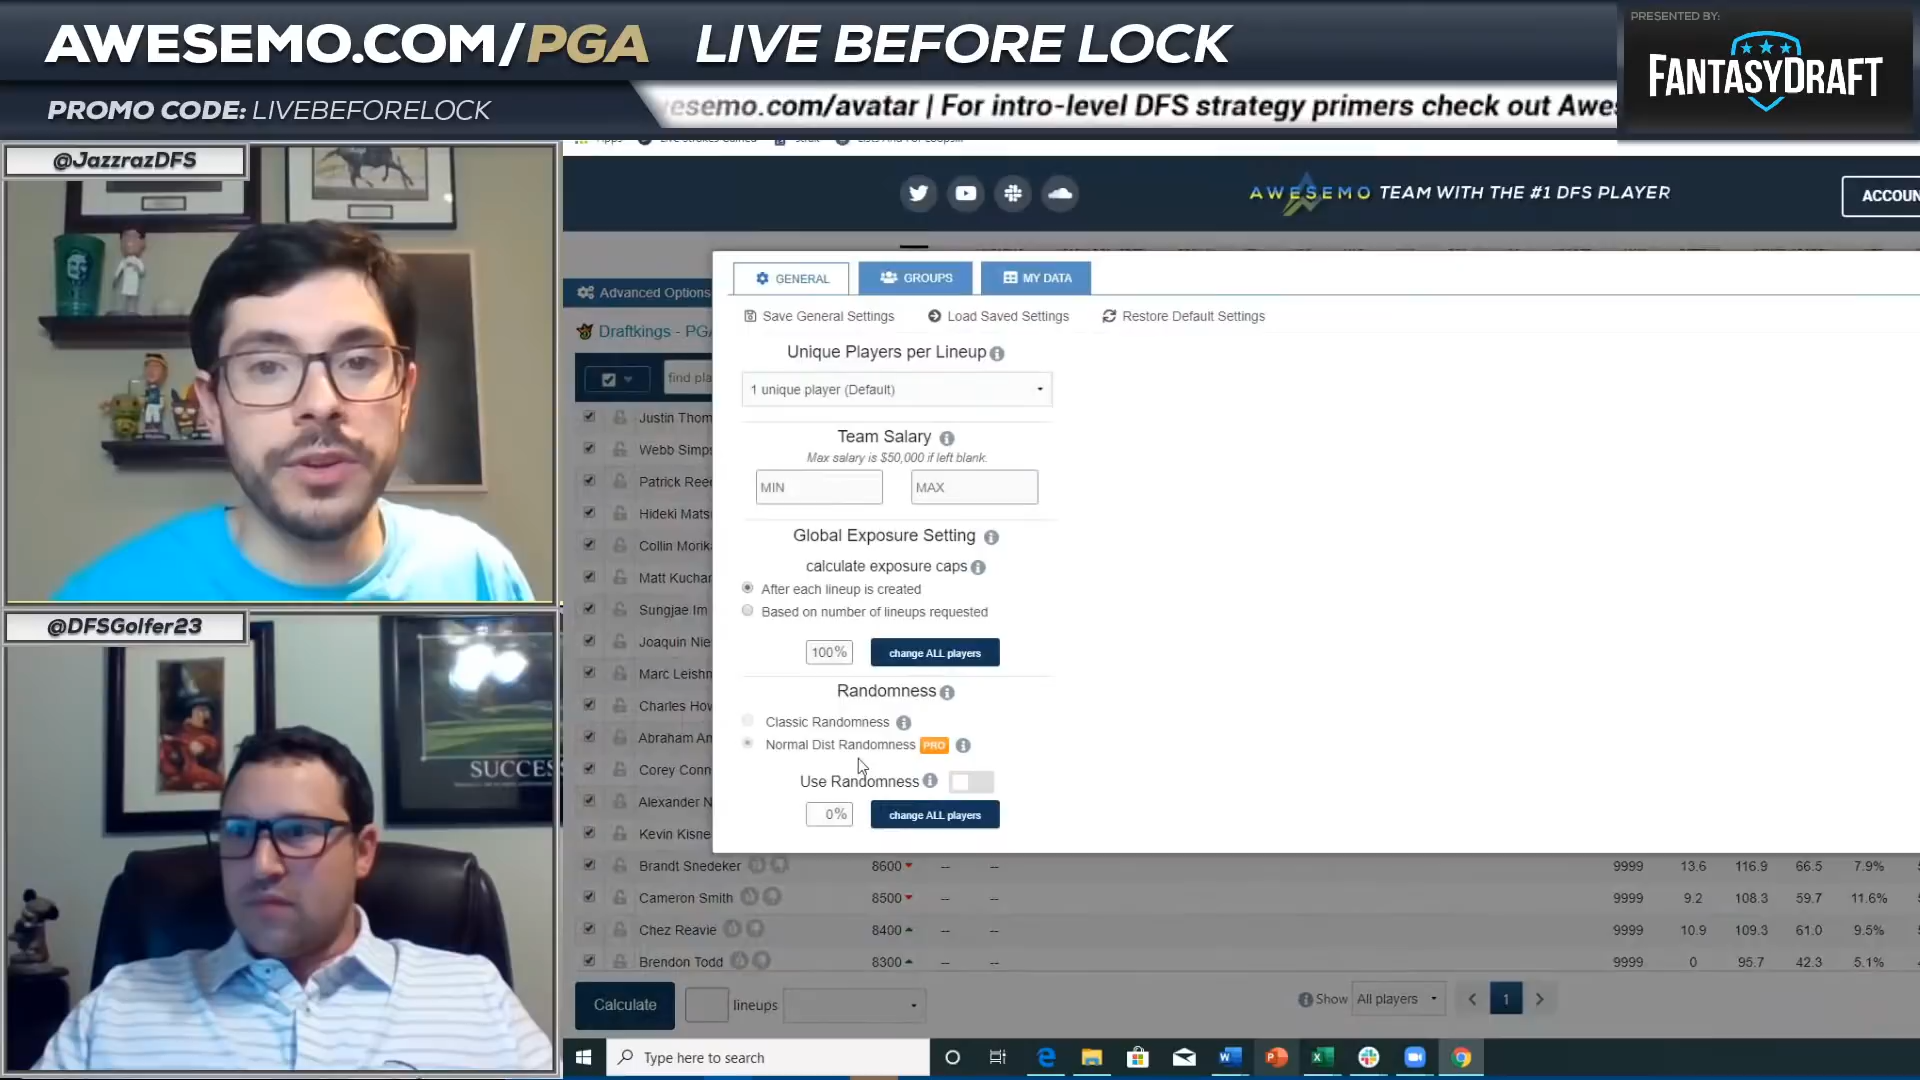 AWESEMO.COM/PGA LIVE BEFORE LOCK
PRESENTED BY:
FANTASYDRAFT
PROMO CODE: LIVEBEFORELOCK
esemo.com/avatar | For intro-level DFS strategy primers check out Awes
@JazzrazDFS
AWESEMO TEAM WITH THE #1 DFS PLAYER
ACCOUN
GENERAL
GROUPS
MY DATA
Advanced Options
Save General Settings
Load Saved Settings
Restore Default Settings
Draftkings - PGA
Unique Players per Lineup
find pla
1 unique player (Default)
Justin Thom
Team Salary
Webb Simps
Max salary is $50,000 if left blank.
Patrick Ree
MIN
MAX
Hideki Mats
Global Exposure Setting
Collin Morik
calculate exposure caps
Matt Kuchar
After each lineup is created
Sungjae Im
Based on number of lineups requested
@DFSGolfer23
Joaquin Nie
100%
change ALL players
Marc Leishm
Randomness
Charles How
Classic Randomness
Abraham An
Normal Dist Randomness PRO
SUCCES
Corey Conn
Use Randomness
Alexander N
0%
change ALL players
Kevin Kisne
Brandt Snedeker 8600 -- -- 9999 13.6 116.9 66.5 7.9%
Cameron Smith 8500 -- -- 9999 9.2 108.3 59.7 11.6%
Chez Reavie 8400 -- -- 9999 10.9 109.3 61.0 9.5%
Brendon Todd 8300 -- -- 9999 0 95.7 42.3 5.1%
Calculate
lineups
Show
All players
1
Type here to search